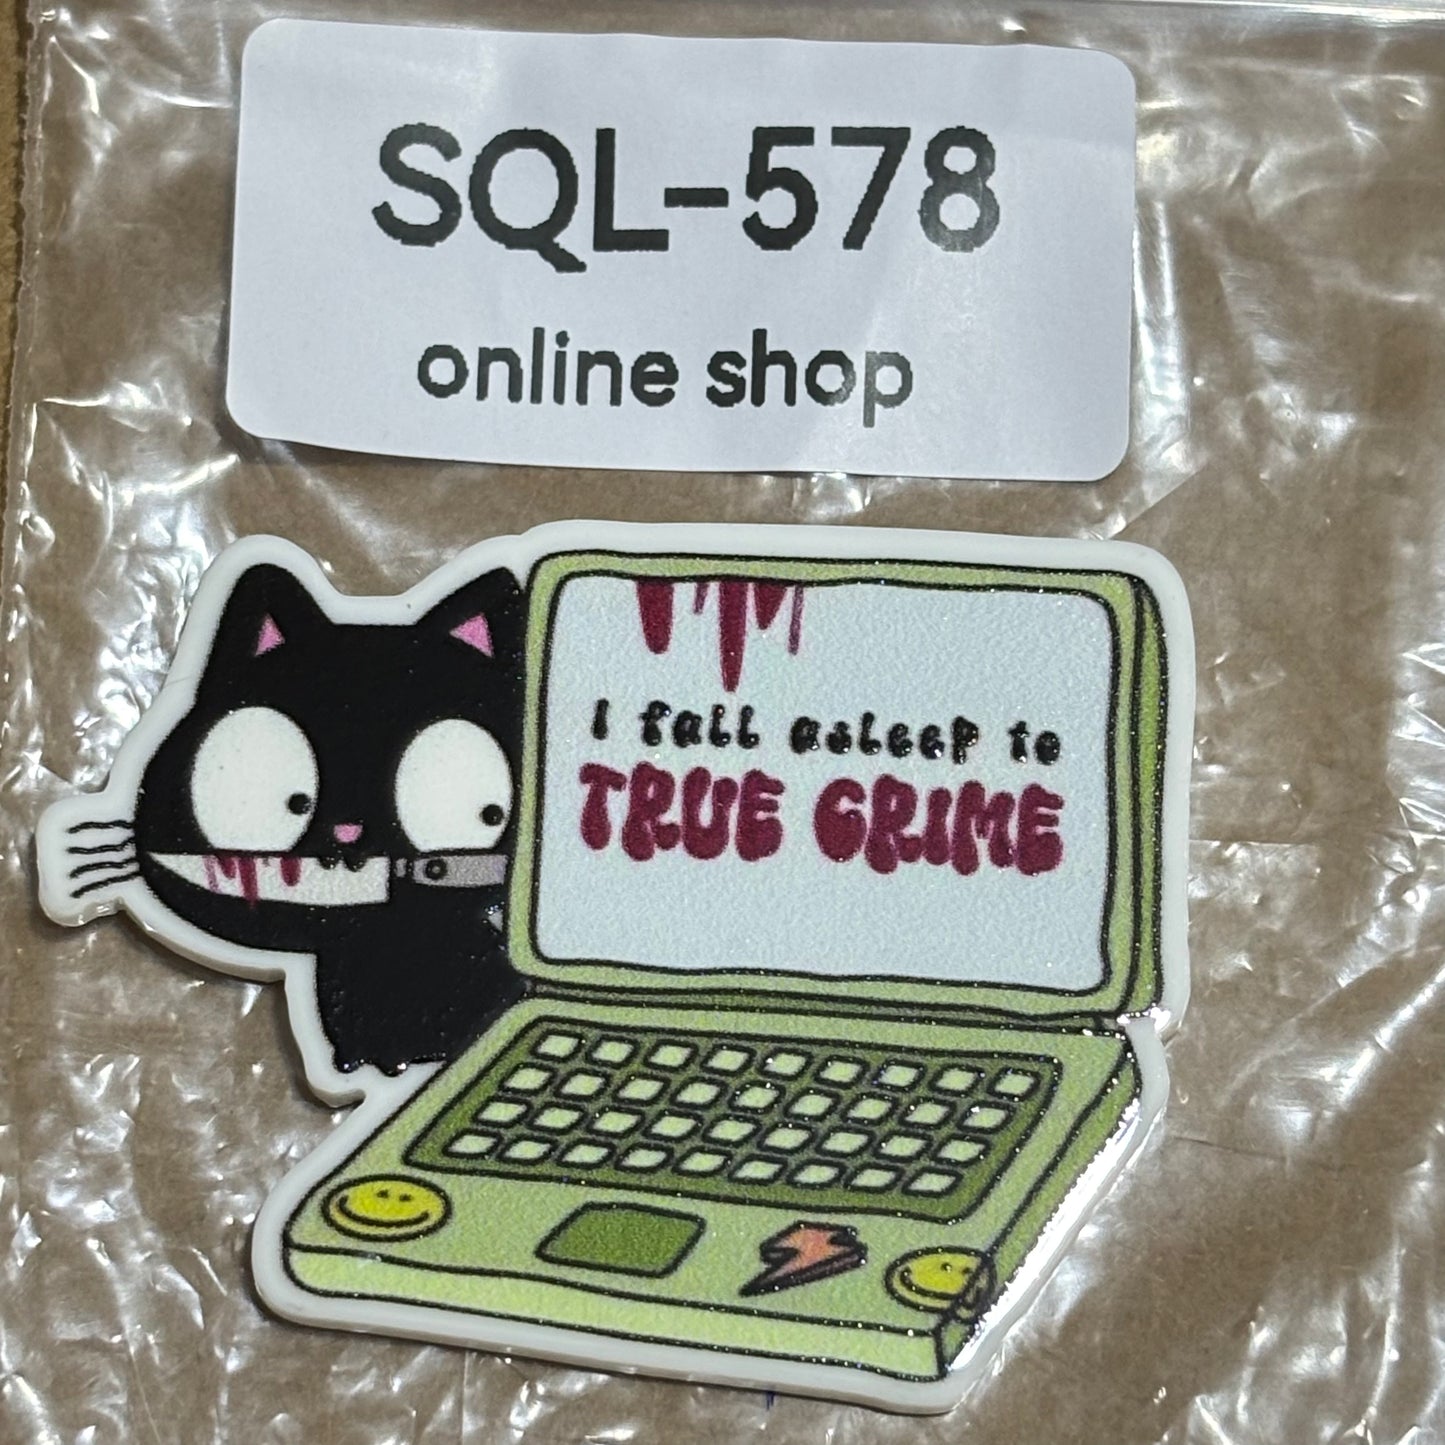 SQL-578
online shop
I fall asleep to
TRUE CRIME